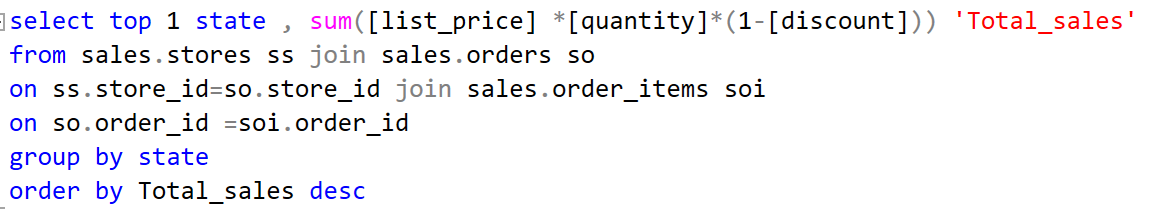 select top 1 state , sum([list_price] *[quantity]*(1-[discount])) 'Total_sales'
from sales.stores ss join sales.orders so
on ss.store_id=so.store_id join sales.order_items soi
on so.order_id =soi.order_id
group by state
order by Total_sales desc